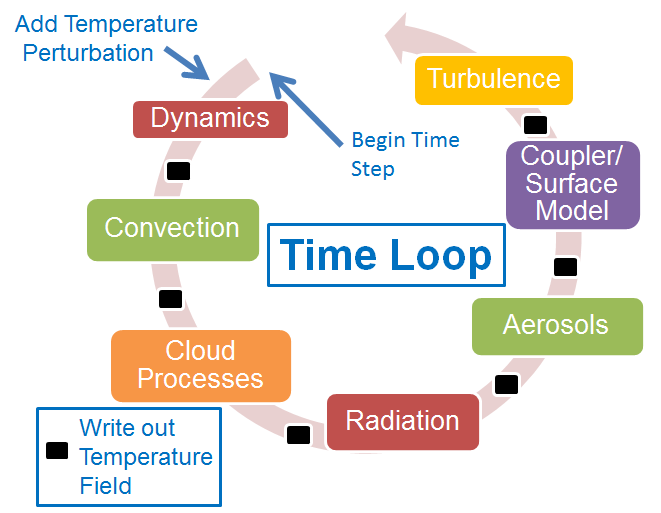 Add Temperature
Perturbation
Turbulence
Dynamics
Begin Time
Step
Coupler/
Surface
Model
Convection
Time Loop
Aerosols
Cloud
Processes
Radiation
Write out
Temperature
Field